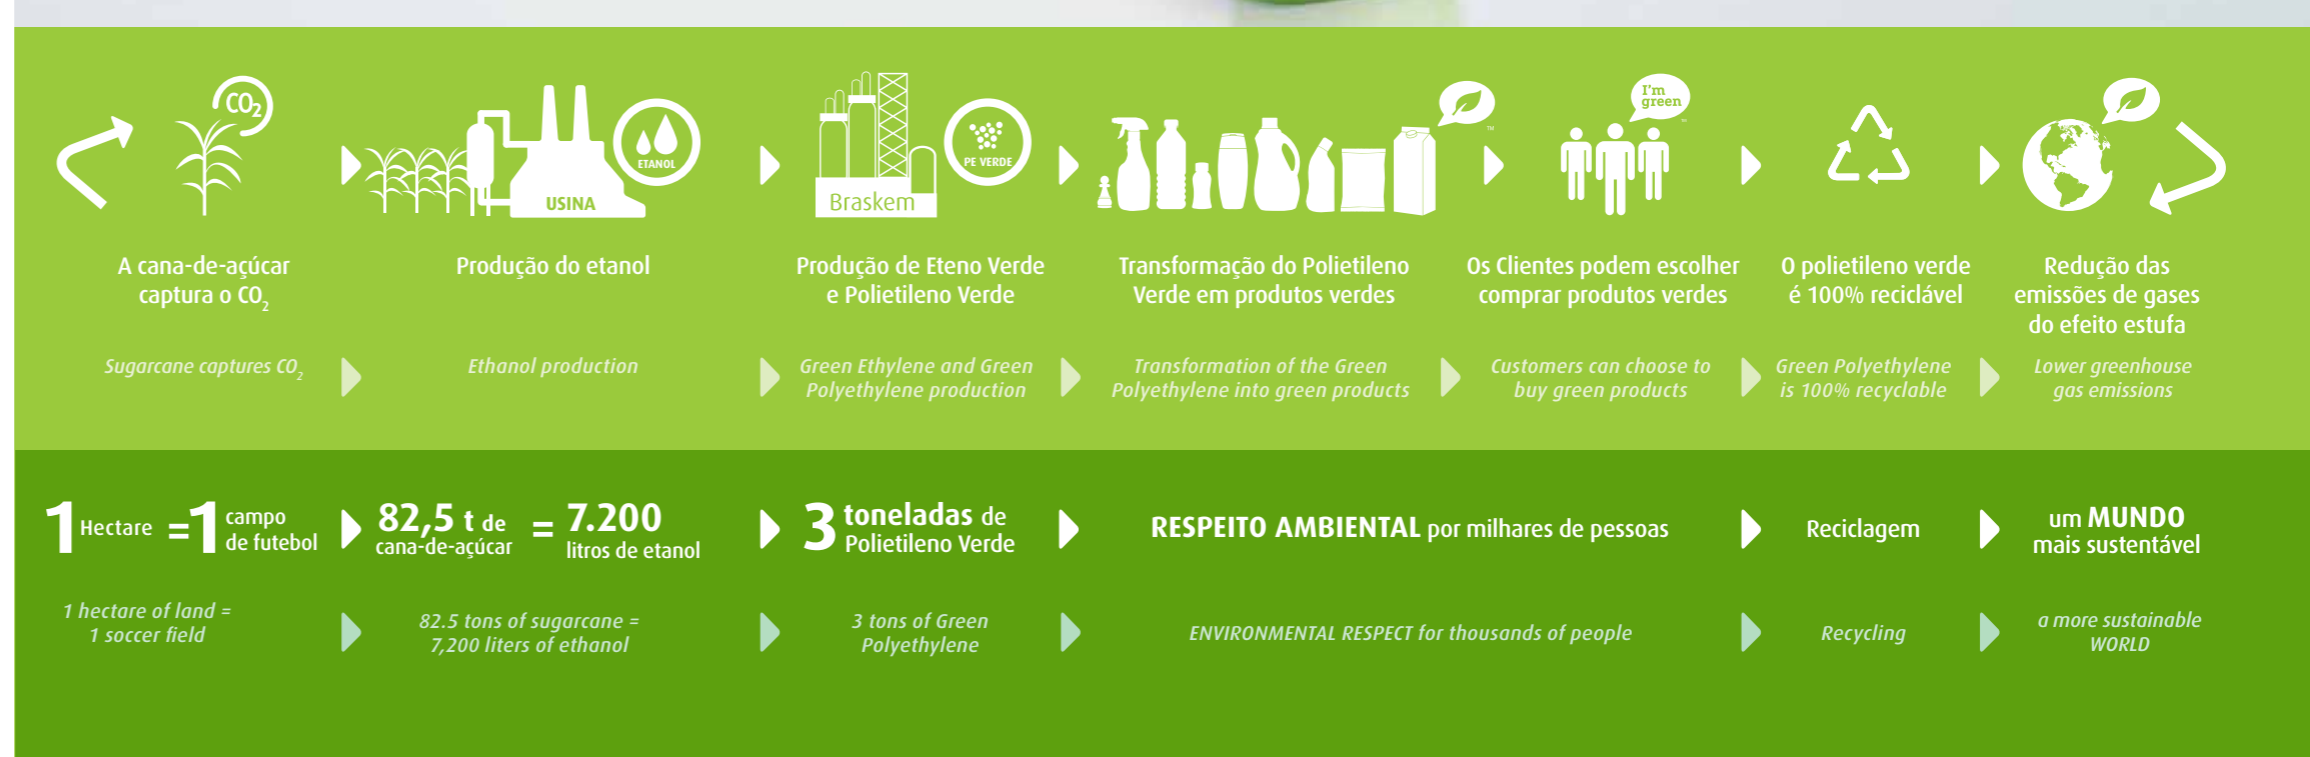 CO₂
ETANOL
USINA
PE VERDE
Braskem
TM
I'm
green
TM
A cana-de-açúcar
captura o CO₂
Produção do etanol
Produção de Eteno Verde
e Polietileno Verde
Transformação do Polietileno
Verde em produtos verdes
Os Clientes podem escolher
comprar produtos verdes
O polietileno verde
é 100% reciclável
Redução das
emissões de gases
do efeito estufa
Sugarcane captures CO₂
Ethanol production
Green Ethylene and Green
Polyethylene production
Transformation of the Green
Polyethylene into green products
Customers can choose to
buy green products
Green Polyethylene
is 100% recyclable
Lower greenhouse
gas emissions
1 Hectare = 1 campo
de futebol
82,5 t de
cana-de-açúcar
= 7.200
litros de etanol
3 toneladas de
Polietileno Verde
RESPEITO AMBIENTAL por milhares de pessoas
Reciclagem
um MUNDO
mais sustentável
1 hectare of land =
1 soccer field
82.5 tons of sugarcane =
7,200 liters of ethanol
3 tons of Green
Polyethylene
ENVIRONMENTAL RESPECT for thousands of people
Recycling
a more sustainable
WORLD